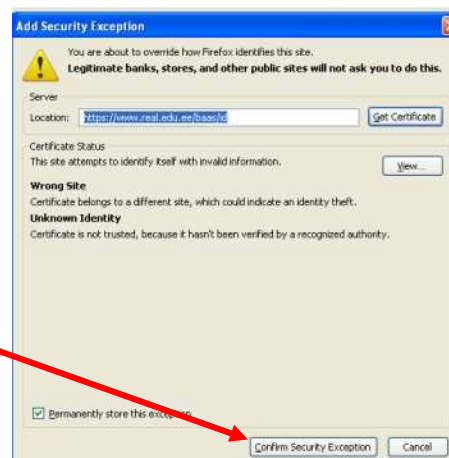 Add Security Exception
You are about to override how Firefox identifies this site.
Legitimate banks, stores, and other public sites will not ask you to do this.
Server
Location: https://www.real.edu.ee/baas/id Get Certificate
Certificate Status
This site attempts to identify itself with invalid information. View...
Wrong Site
Certificate belongs to a different site, which could indicate an identity theft.
Unknown Identity
Certificate is not trusted, because it hasn't been verified by a recognized authority.
Permanently store this exception
Confirm Security Exception Cancel